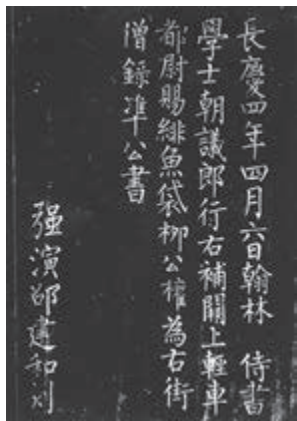 長慶四年四月六日翰林 侍書
學士朝議郎行右補闕上輕車
都尉賜緋魚袋柳公權為右街
僧錄準公書
强演邵建和刻